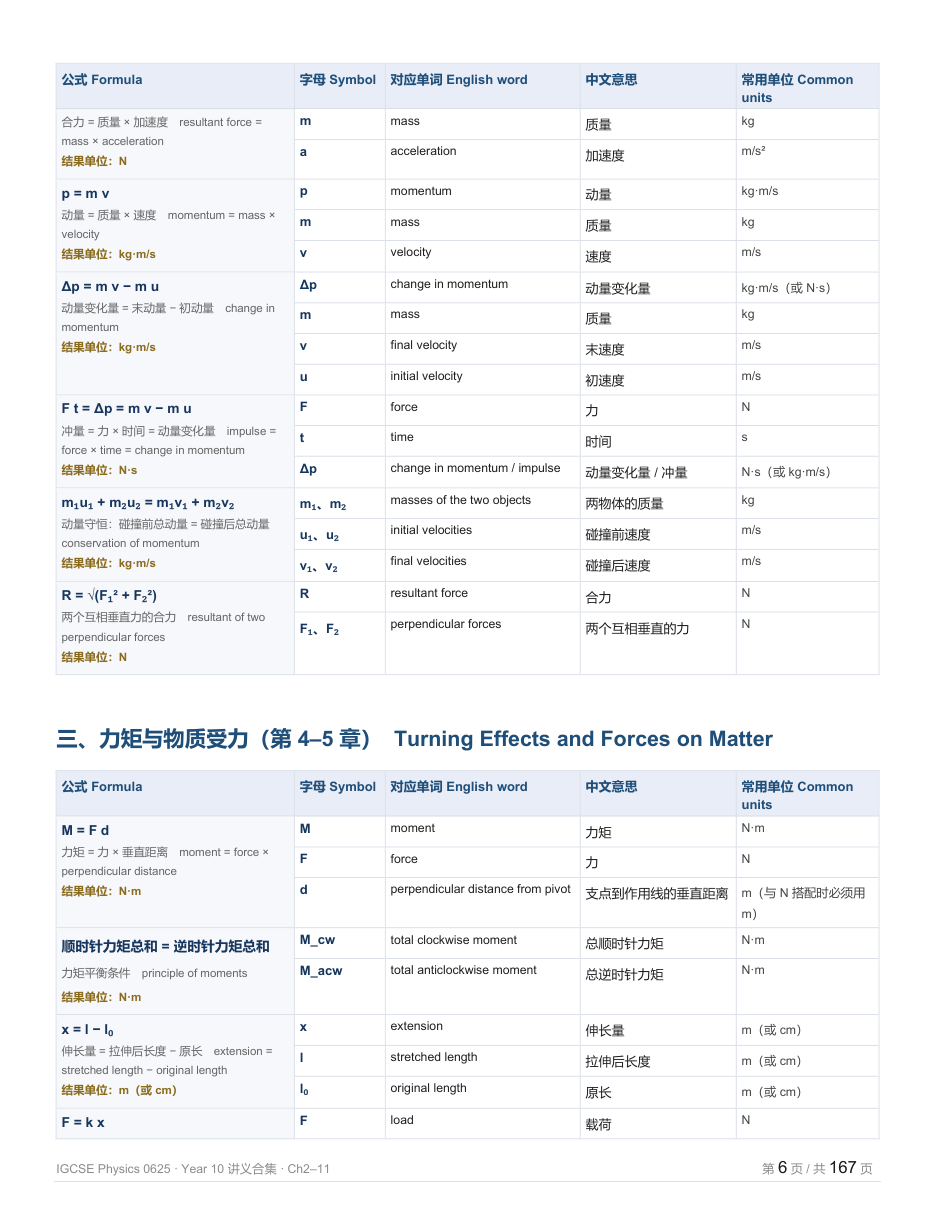 公式 Formula 字母 Symbol 对应单词 English word 中文意思 常用单位 Common
units
合力 = 质量 × 加速度 resultant force =
mass × acceleration
结果单位：N
m mass 质量 kg
a acceleration 加速度 m/s²
p = m v
动量 = 质量 × 速度 momentum = mass ×
velocity
结果单位：kg·m/s
p momentum 动量 kg·m/s
m mass 质量 kg
v velocity 速度 m/s
Δp = m v − m u
动量变化量 = 末动量 − 初动量 change in
momentum
结果单位：kg·m/s
Δp change in momentum 动量变化量 kg·m/s（或 N·s）
m mass 质量 kg
v final velocity 末速度 m/s
u initial velocity 初速度 m/s
F t = Δp = m v − m u
冲量 = 力 × 时间 = 动量变化量 impulse =
force × time = change in momentum
结果单位：N·s
F force 力 N
t time 时间 s
Δp change in momentum / impulse 动量变化量 / 冲量 N·s（或 kg·m/s）
m₁u₁ + m₂u₂ = m₁v₁ + m₂v₂
动量守恒：碰撞前总动量 = 碰撞后总动量
conservation of momentum
结果单位：kg·m/s
m₁、m₂ masses of the two objects 两物体的质量 kg
u₁、u₂ initial velocities 碰撞前速度 m/s
v₁、v₂ final velocities 碰撞后速度 m/s
R = √(F₁² + F₂²)
两个互相垂直力的合力 resultant of two
perpendicular forces
结果单位：N
R resultant force 合力 N
F₁、F₂ perpendicular forces 两个互相垂直的力 N
三、力矩与物质受力（第 4–5 章） Turning Effects and Forces on Matter
公式 Formula 字母 Symbol 对应单词 English word 中文意思 常用单位 Common
units
M = F d
力矩 = 力 × 垂直距离 moment = force ×
perpendicular distance
结果单位：N·m
M moment 力矩 N·m
F force 力 N
d perpendicular distance from pivot 支点到作用线的垂直距离 m（与 N 搭配时必须用
m）
顺时针力矩总和 = 逆时针力矩总和
力矩平衡条件 principle of moments
结果单位：N·m
M_cw total clockwise moment 总顺时针力矩 N·m
M_acw total anticlockwise moment 总逆时针力矩 N·m
x = l − l₀
伸长量 = 拉伸后长度 − 原长 extension =
stretched length − original length
结果单位：m（或 cm）
x extension 伸长量 m（或 cm）
l stretched length 拉伸后长度 m（或 cm）
l₀ original length 原长 m（或 cm）
F = k x F load 载荷 N
IGCSE Physics 0625 · Year 10 讲义合集 · Ch2–11 第 6 页 / 共 167 页